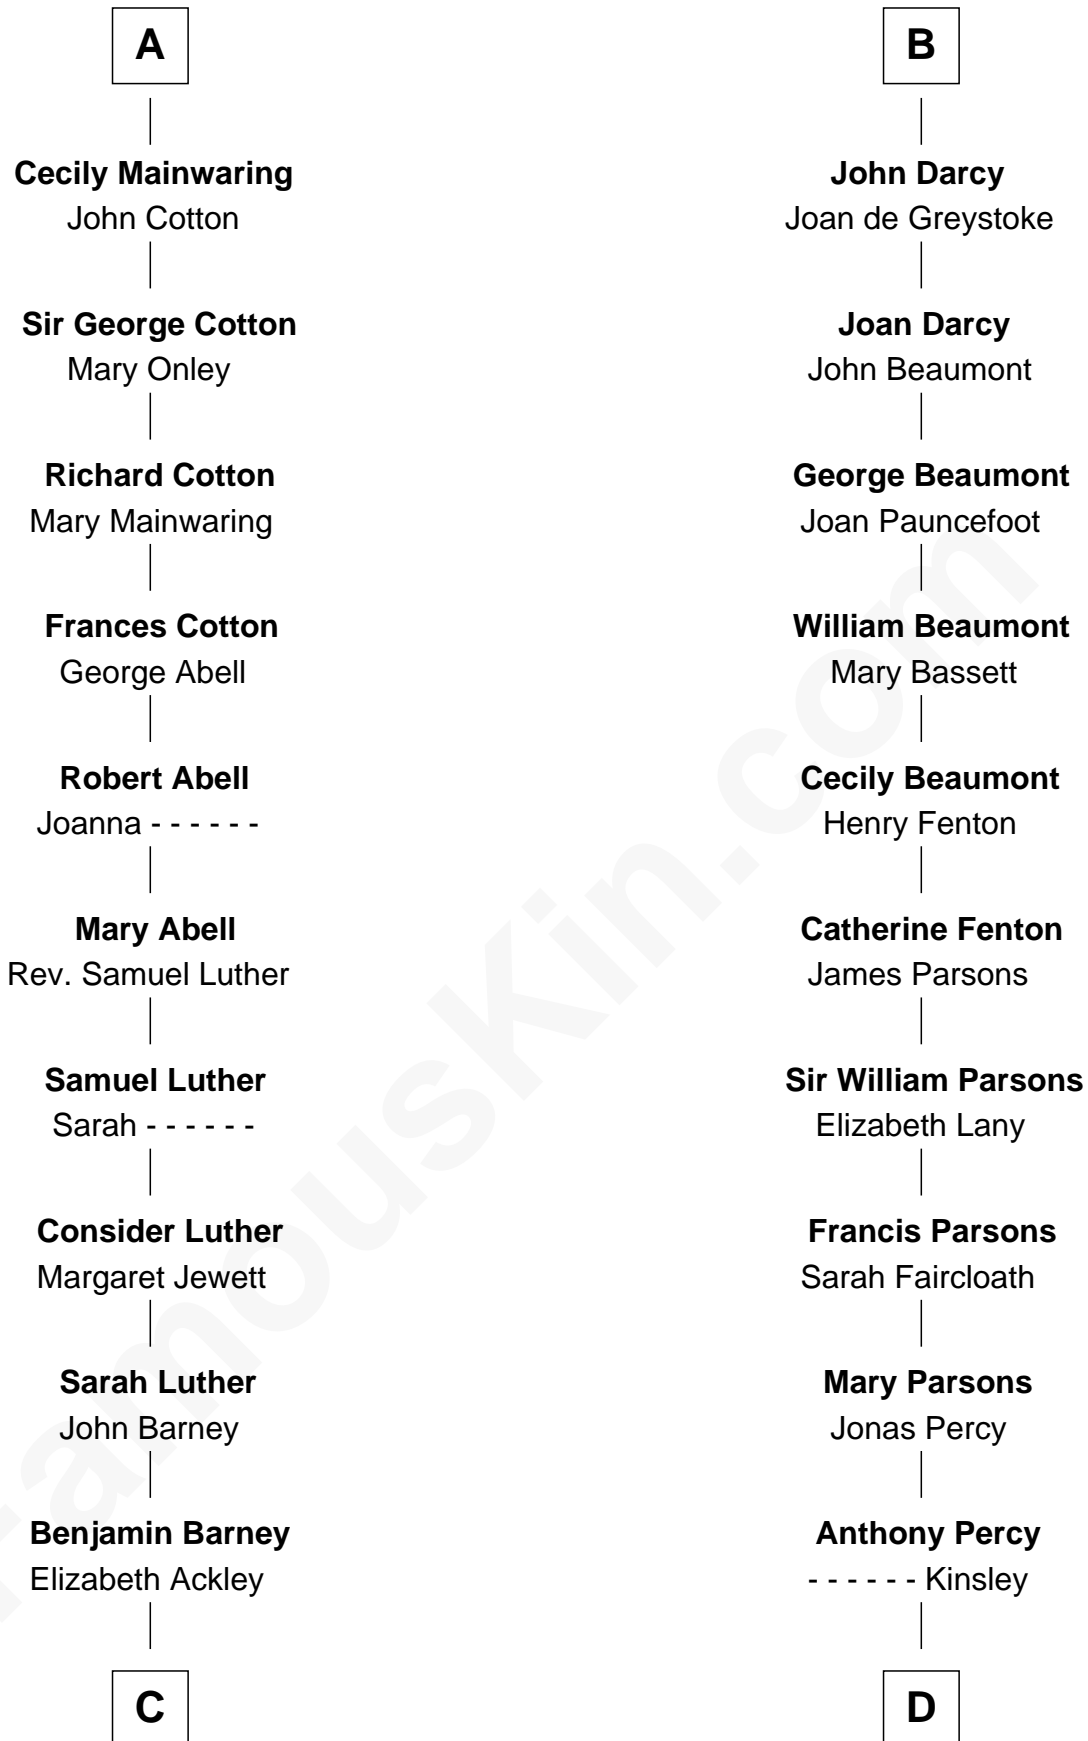 A
Cecily Mainwaring
John Cotton
Sir George Cotton
Mary Onley
Richard Cotton
Mary Mainwaring
Frances Cotton
George Abell
Robert Abell
Joanna - - - - - -
Mary Abell
Rev. Samuel Luther
Samuel Luther
Sarah - - - - - -
Consider Luther
Margaret Jewett
Sarah Luther
John Barney
Benjamin Barney
Elizabeth Ackley
C
B
John Darcy
Joan de Greystoke
Joan Darcy
John Beaumont
George Beaumont
Joan Pauncefoot
William Beaumont
Mary Bassett
Cecily Beaumont
Henry Fenton
Catherine Fenton
James Parsons
Sir William Parsons
Elizabeth Lany
Francis Parsons
Sarah Faircloath
Mary Parsons
Jonas Percy
Anthony Percy
- - - - - - Kinsley
D
FamousKin.com